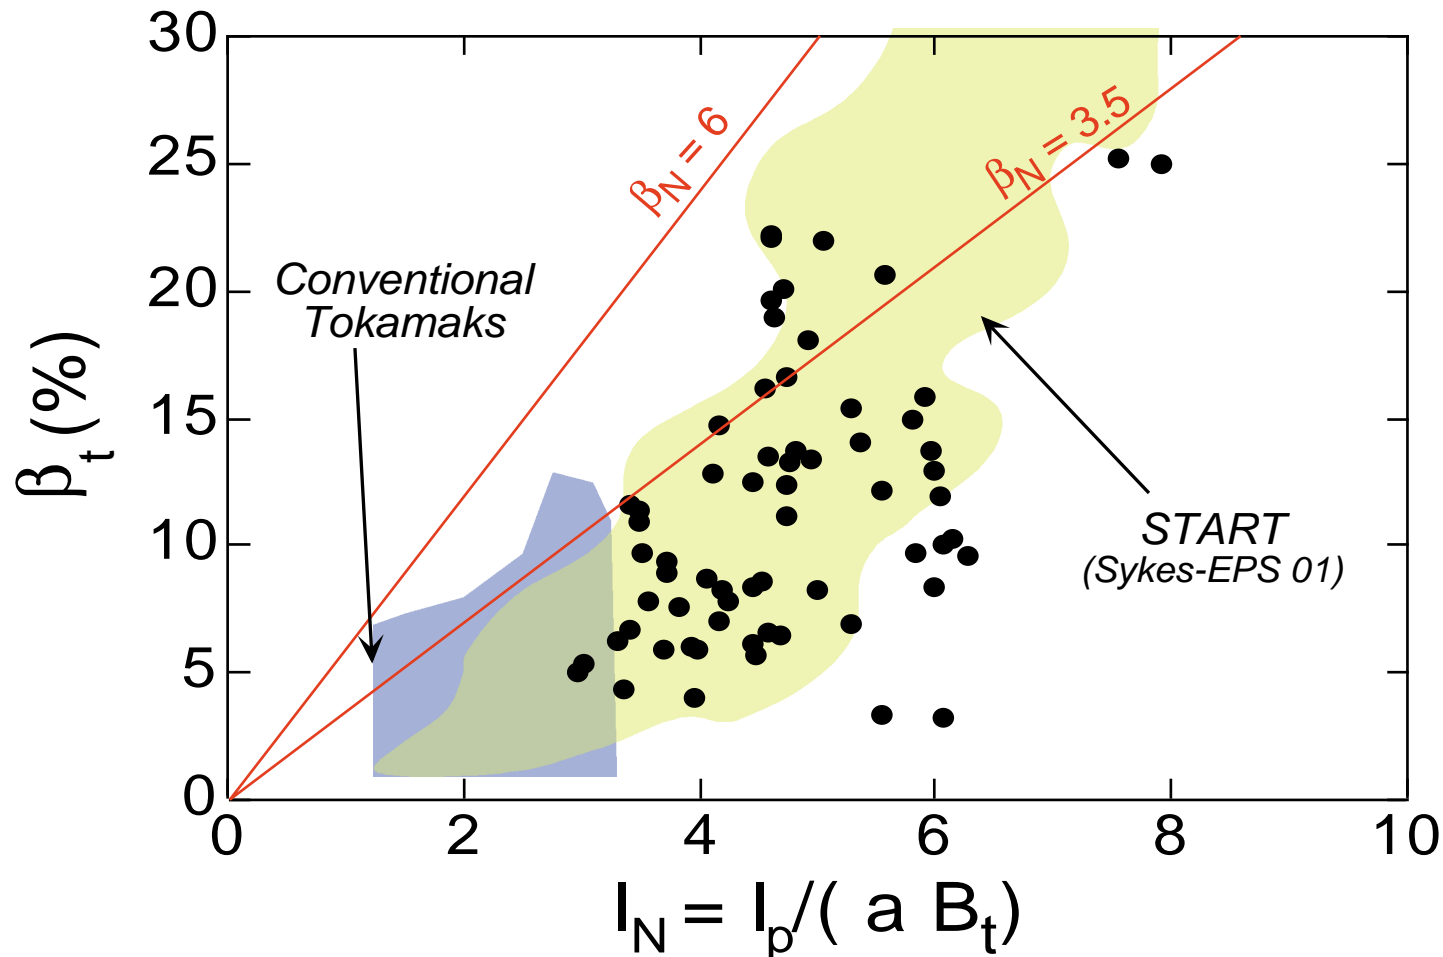 30
25
20
15
10
5
0
β_t (%)
β_N = 6
β_N = 3.5
Conventional
Tokamaks
START
(Sykes-EPS 01)
0 2 4 6 8 10
I_N = I_p/( a B_t)